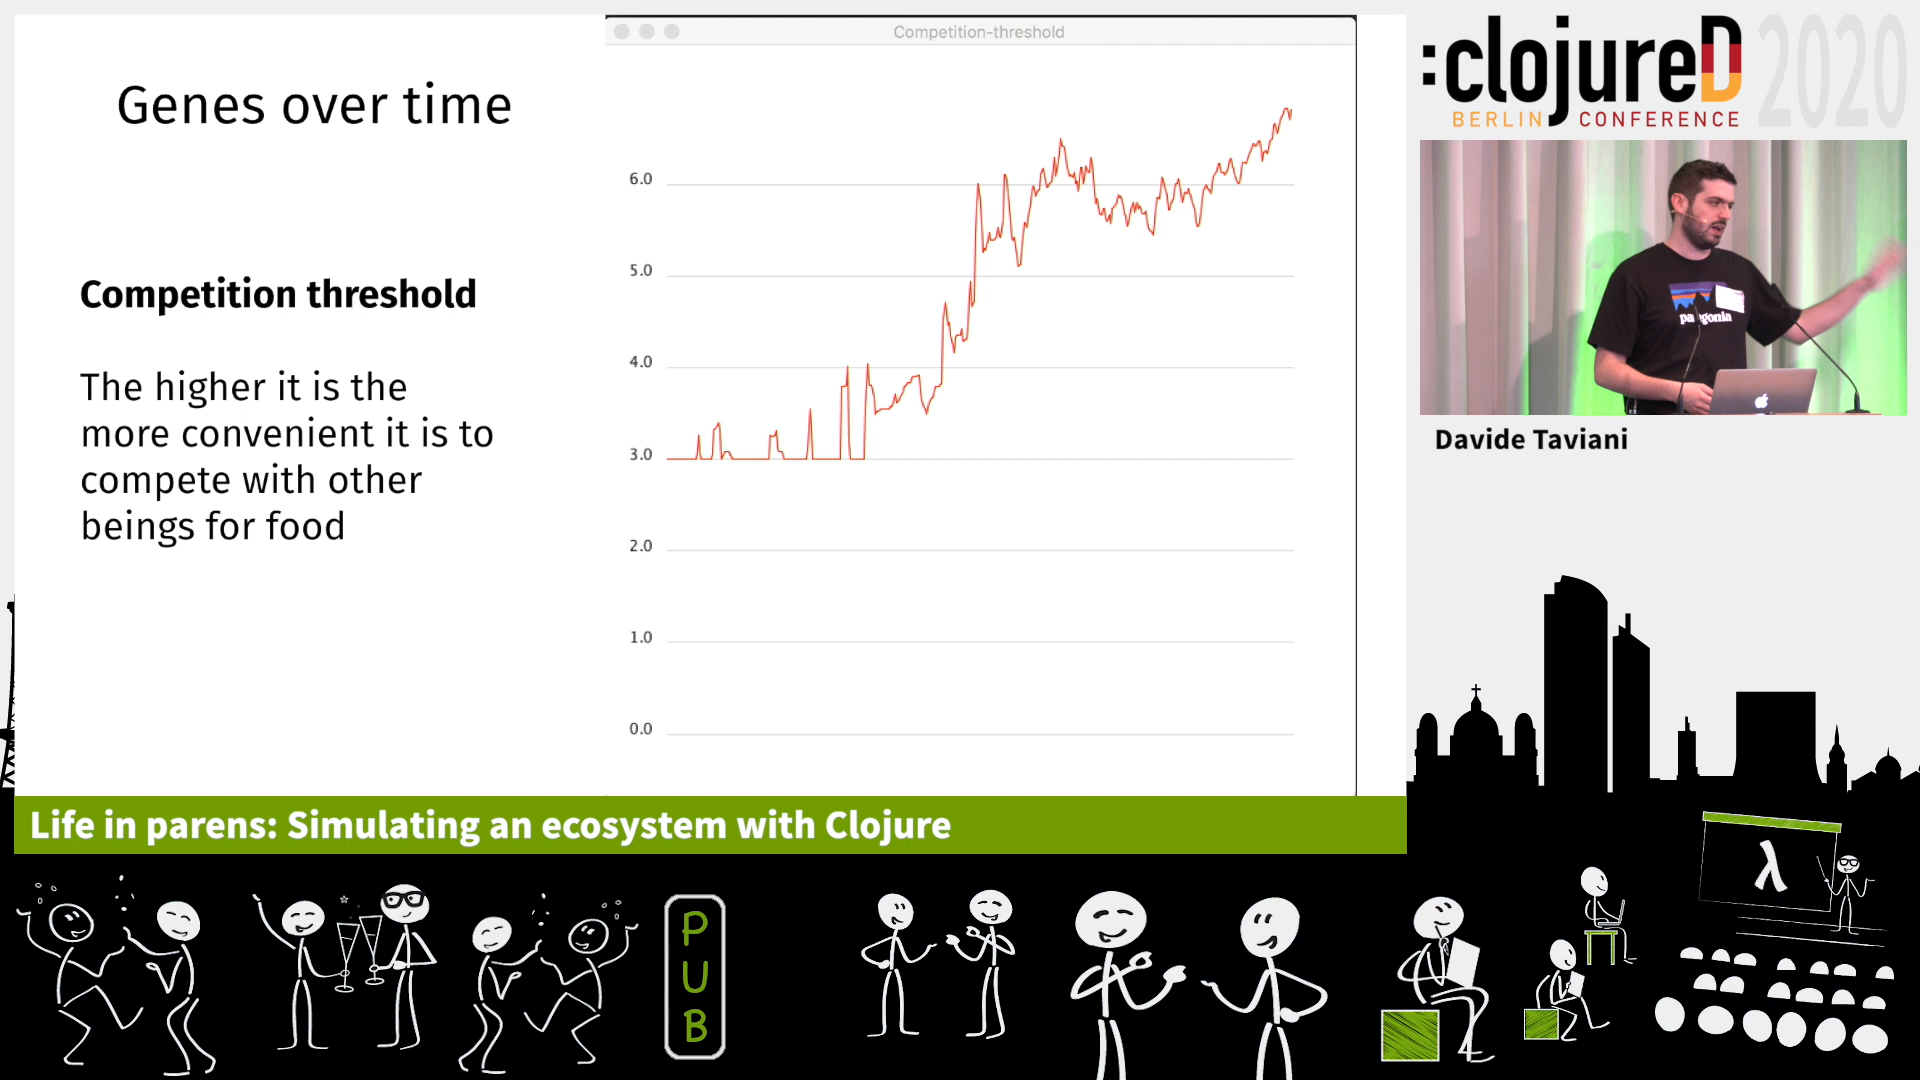 Competition-threshold
Genes over time
Competition threshold
The higher it is the
more convenient it is to
compete with other
beings for food
6.0
5.0
4.0
3.0
2.0
1.0
0.0
:clojureD 2020
BERLIN CONFERENCE
patagonia
Davide Taviani
Life in parens: Simulating an ecosystem with Clojure
PUB
λ